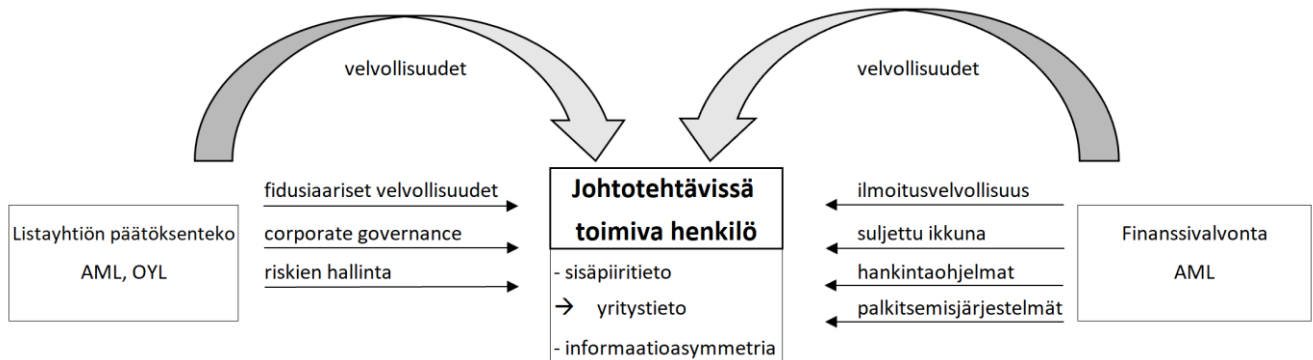 velvollisuudet
velvollisuudet
Listayhtiön päätöksenteko
AML, OYL
fidusiaariset velvollisuudet
corporate governance
riskien hallinta
Johtotehtävissä
toimiva henkilö
- sisäpiiritieto
→ yritystieto
- informaatioasymmetria
ilmoitusvelvollisuus
suljettu ikkuna
hankintaohjelmat
palkitsemisjärjestelmät
Finanssivalvonta
AML